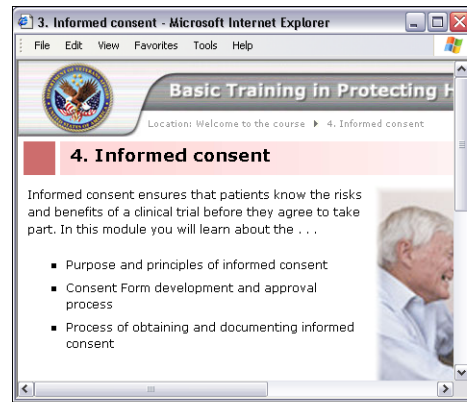 3. Informed consent - Microsoft Internet Explorer
File Edit View Favorites Tools Help
Basic Training in Protecting H
Location: Welcome to the course ▶ 4. Informed consent
4. Informed consent
Informed consent ensures that patients know the risks
and benefits of a clinical trial before they agree to take
part. In this module you will learn about the . . .
▪ Purpose and principles of informed consent
▪ Consent Form development and approval
process
▪ Process of obtaining and documenting informed
consent